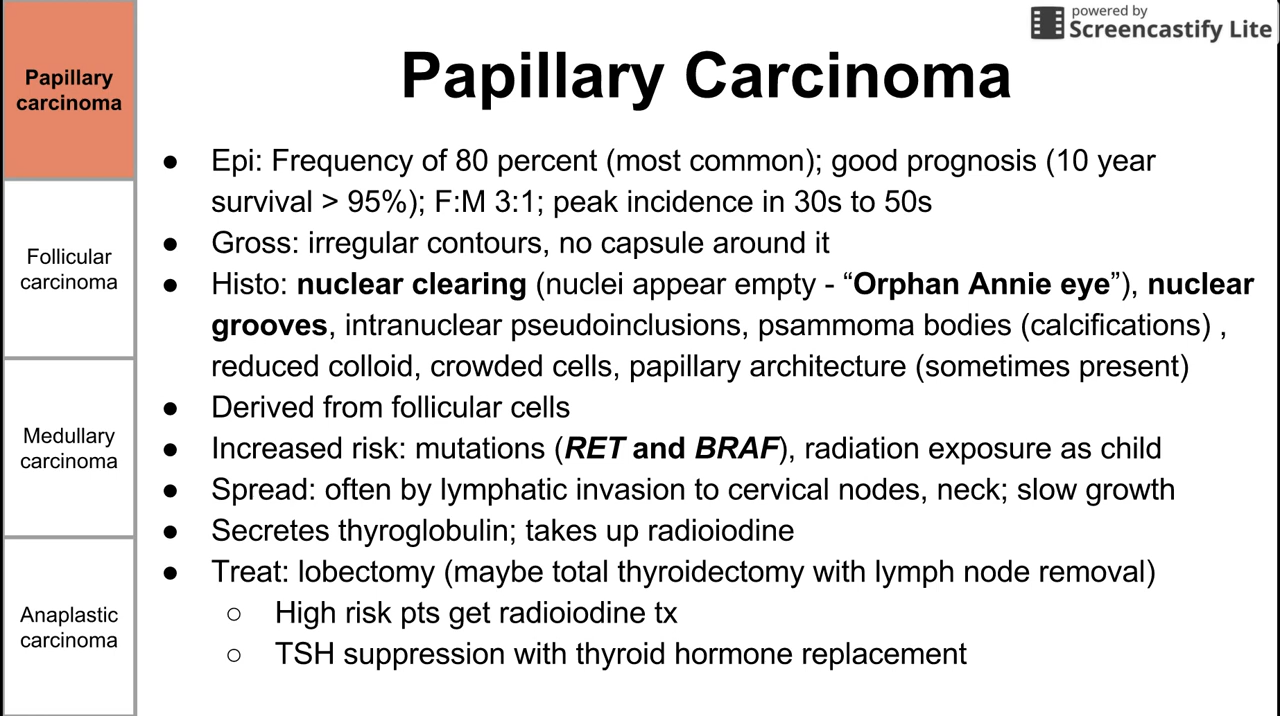 powered by
Screencastify Lite
Papillary
carcinoma
Follicular
carcinoma
Medullary
carcinoma
Anaplastic
carcinoma
Papillary Carcinoma
● Epi: Frequency of 80 percent (most common); good prognosis (10 year
survival > 95%); F:M 3:1; peak incidence in 30s to 50s
● Gross: irregular contours, no capsule around it
● Histo: nuclear clearing (nuclei appear empty - “Orphan Annie eye”), nuclear
grooves, intranuclear pseudoinclusions, psammoma bodies (calcifications) ,
reduced colloid, crowded cells, papillary architecture (sometimes present)
● Derived from follicular cells
● Increased risk: mutations (RET and BRAF), radiation exposure as child
● Spread: often by lymphatic invasion to cervical nodes, neck; slow growth
● Secretes thyroglobulin; takes up radioiodine
● Treat: lobectomy (maybe total thyroidectomy with lymph node removal)
○ High risk pts get radioiodine tx
○ TSH suppression with thyroid hormone replacement